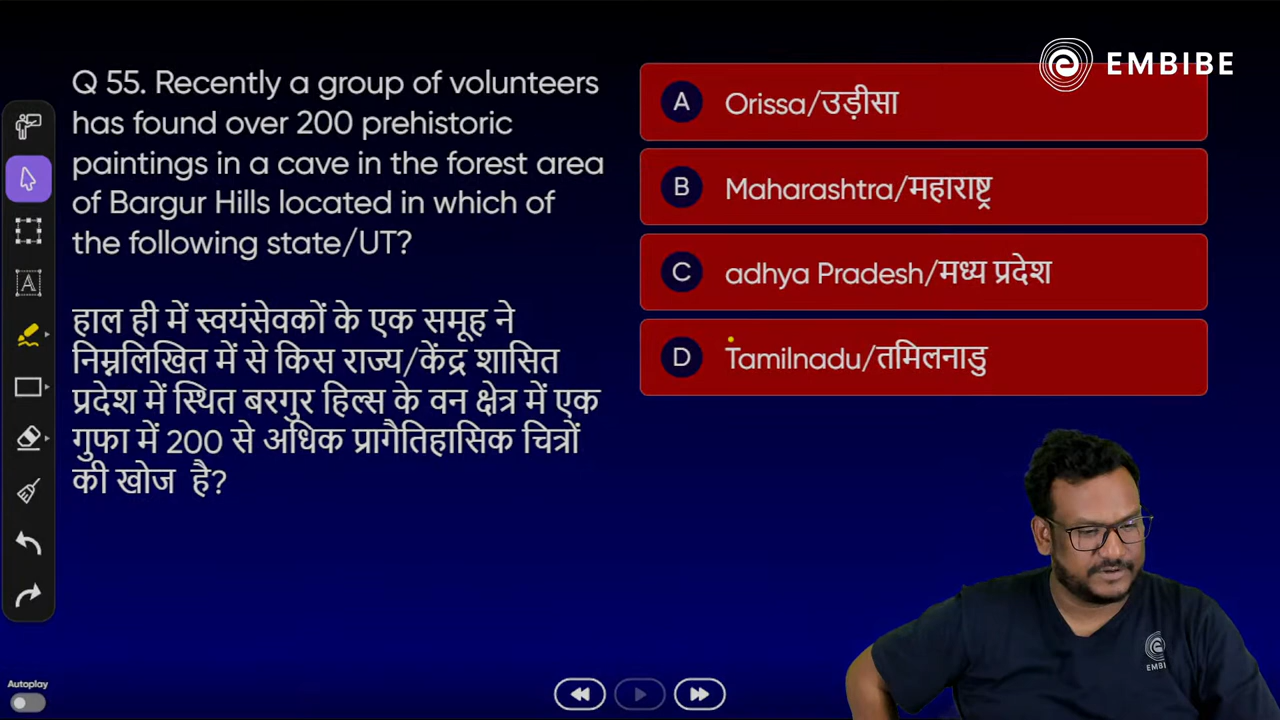 EMBIBE
Q 55. Recently a group of volunteers
has found over 200 prehistoric
paintings in a cave in the forest area
of Bargur Hills located in which of
the following state/UT?
हाल ही में स्वयंसेवकों के एक समूह ने
निम्नलिखित में से किस राज्य/केंद्र शासित
प्रदेश में स्थित बरगुर हिल्स के वन क्षेत्र में एक
गुफा में 200 से अधिक प्रागैतिहासिक चित्रों
की खोज है?
A Orissa/उड़ीसा
B Maharashtra/महाराष्ट्र
C adhya Pradesh/मध्य प्रदेश
D Tamilnadu/तमिलनाडु
A
EMBI
Autoplay